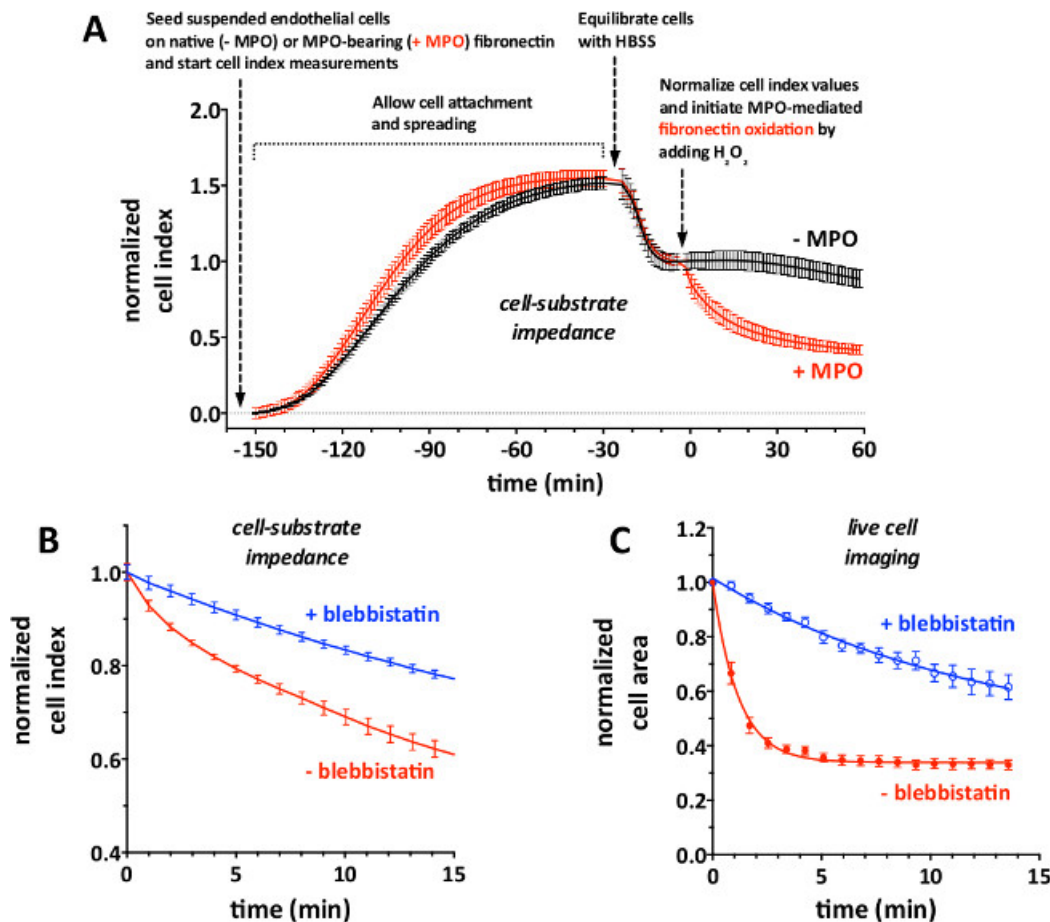 A
Seed suspended endothelial cells
on native (- MPO) or MPO-bearing (+ MPO) fibronectin
and start cell index measurements
Equilibrate cells
with HBSS
Normalize cell index values
and initiate MPO-mediated
fibronectin oxidation by
adding H₂O₂
Allow cell attachment
and spreading
normalized
cell index
2.0
1.5
1.0
0.5
0.0
cell-substrate
impedance
- MPO
+ MPO
-150
-120
-90
-60
-30
0
30
60
time (min)
B
cell-substrate
impedance
normalized
cell index
1.0
0.8
0.6
0.4
+ blebbistatin
- blebbistatin
0
5
10
15
time (min)
C
live cell
imaging
normalized
cell area
1.2
1.0
0.8
0.6
0.4
0.2
0.0
+ blebbistatin
- blebbistatin
0
5
10
15
time (min)